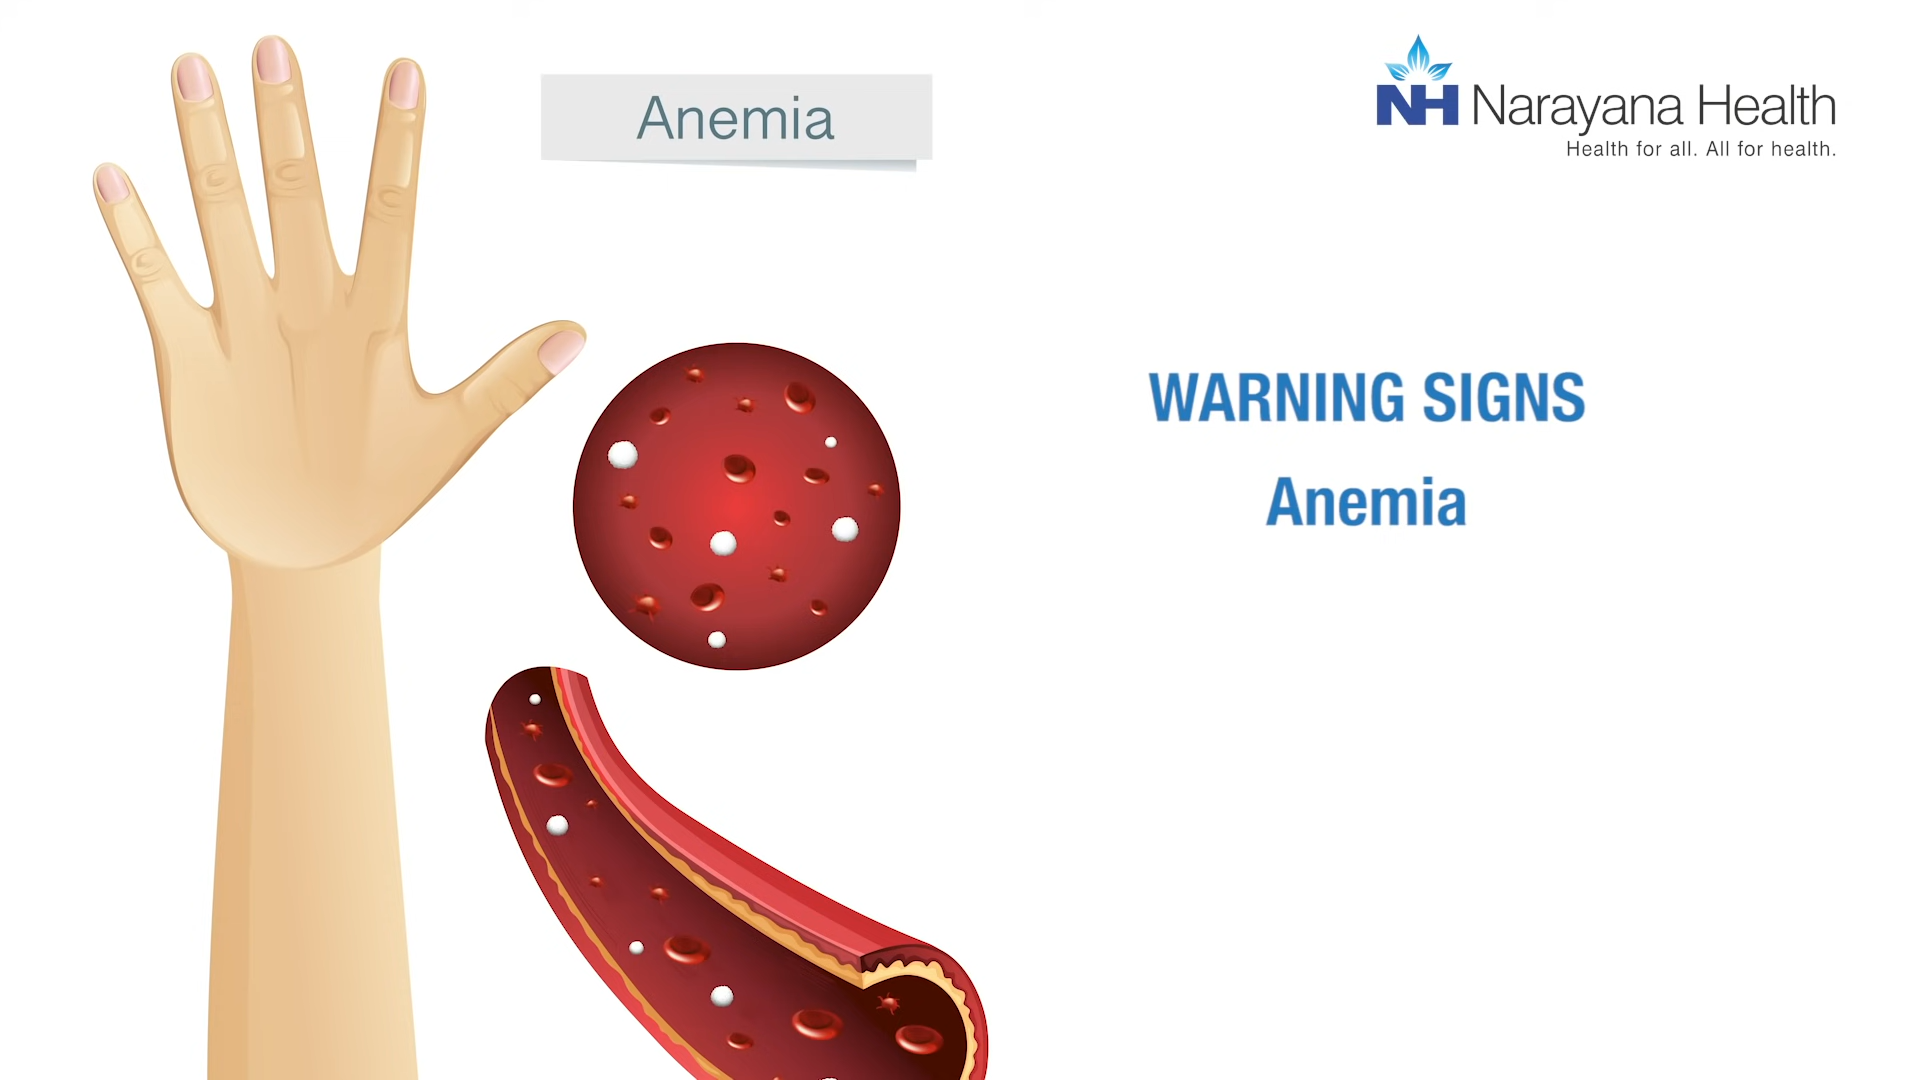 Anemia
NH Narayana Health
Health for all. All for health.
WARNING SIGNS
Anemia